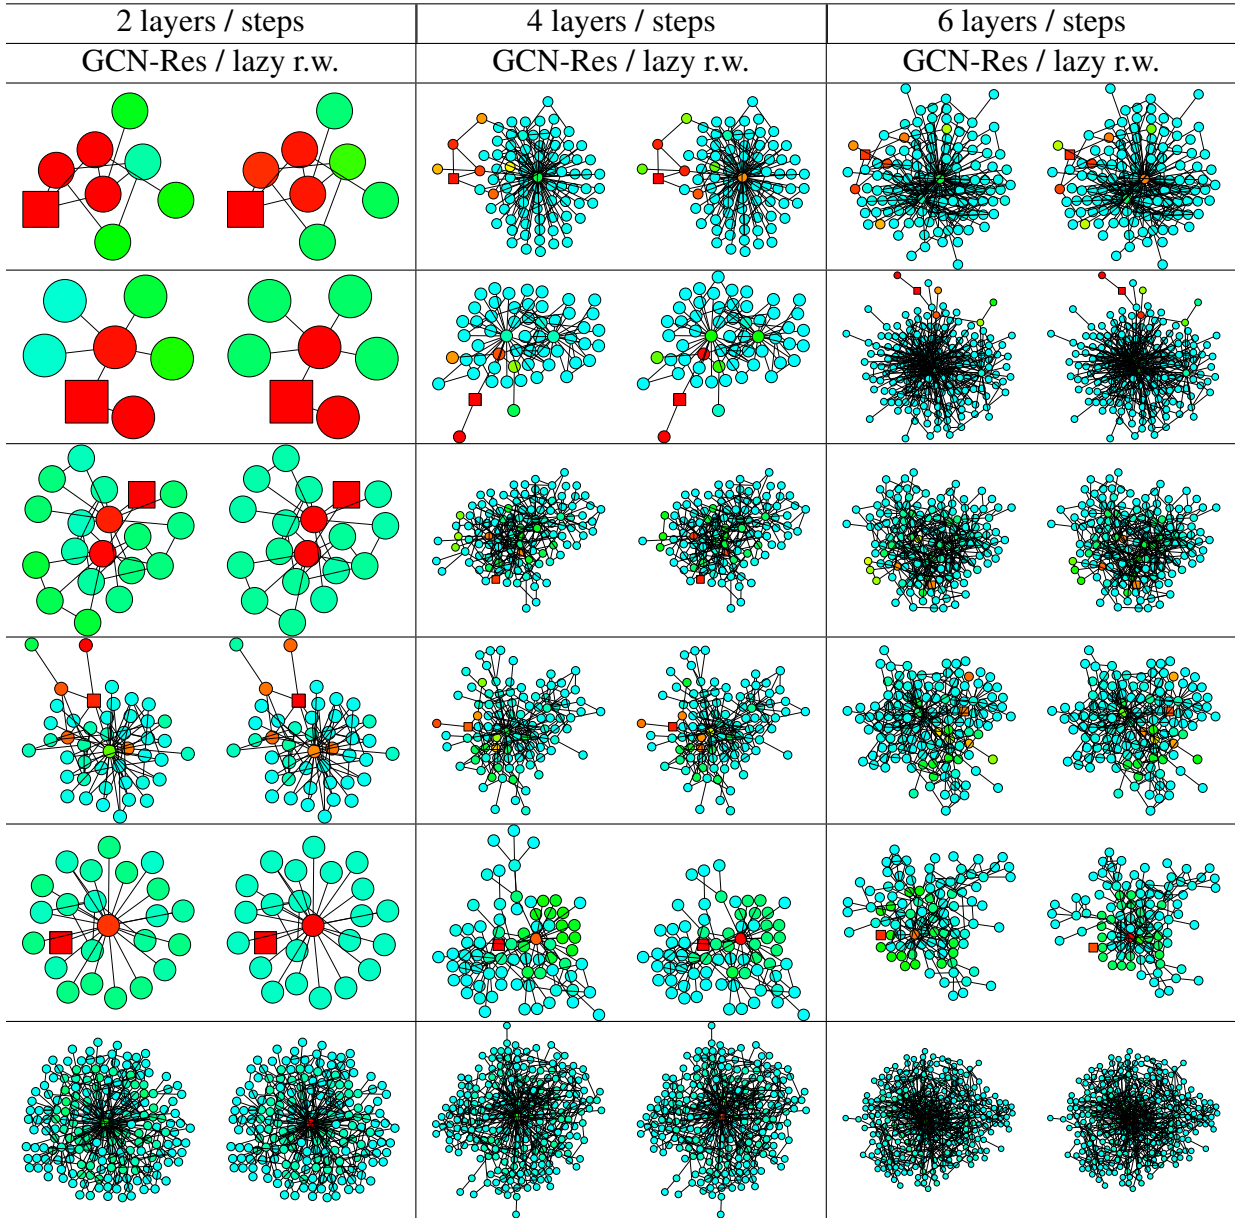 2 layers / steps
4 layers / steps
6 layers / steps
GCN-Res / lazy r.w.
GCN-Res / lazy r.w.
GCN-Res / lazy r.w.